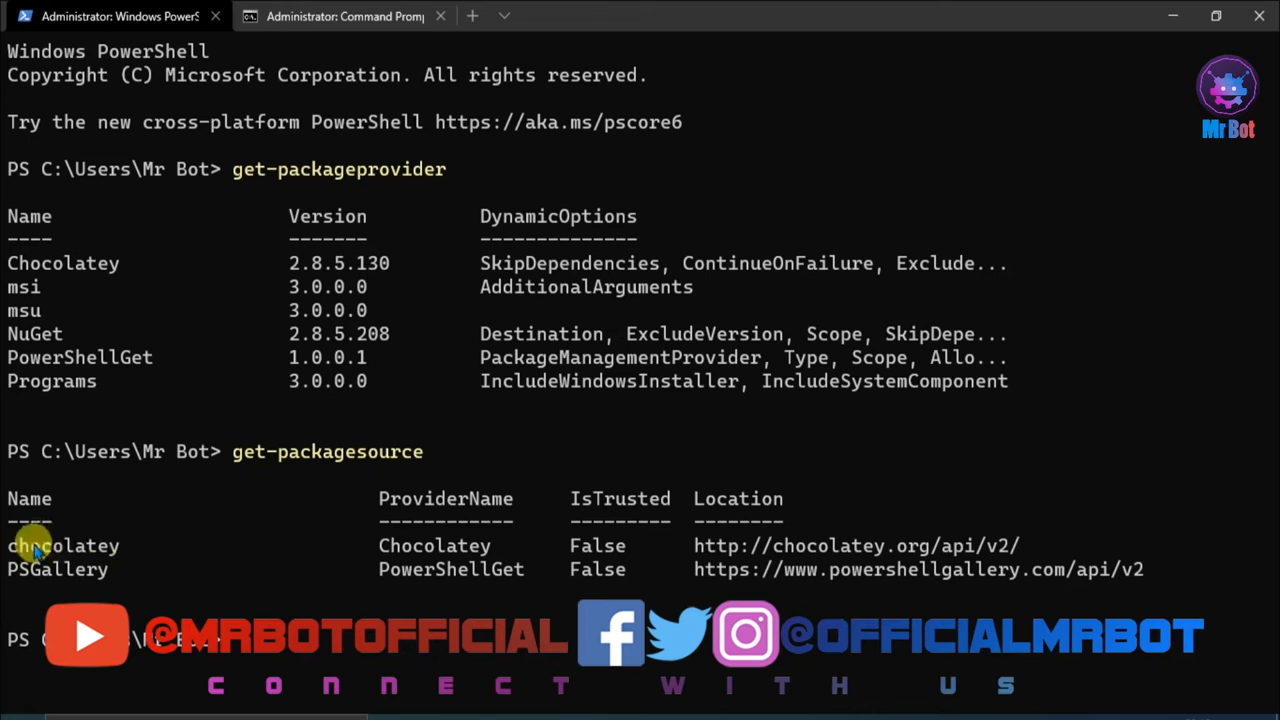 Administrator: Windows PowerS
Administrator: Command Promp
Windows PowerShell
Copyright (C) Microsoft Corporation. All rights reserved.
Mr Bot
Try the new cross-platform PowerShell https://aka.ms/pscore6
PS C:\Users\Mr Bot> get-packageprovider
Name Version DynamicOptions
---- ------- --------------
Chocolatey 2.8.5.130 SkipDependencies, ContinueOnFailure, Exclude...
msi 3.0.0.0 AdditionalArguments
msu 3.0.0.0
NuGet 2.8.5.208 Destination, ExcludeVersion, Scope, SkipDepe...
PowerShellGet 1.0.0.1 PackageManagementProvider, Type, Scope, Allo...
Programs 3.0.0.0 IncludeWindowsInstaller, IncludeSystemComponent
PS C:\Users\Mr Bot> get-packagesource
Name ProviderName IsTrusted Location
---- ------------ --------- --------
chocolatey Chocolatey False http://chocolatey.org/api/v2/
PSGallery PowerShellGet False https://www.powershellgallery.com/api/v2
PS
@MRBOTOFFICIAL @OFFICIALMRBOT
CONNECT WITH US